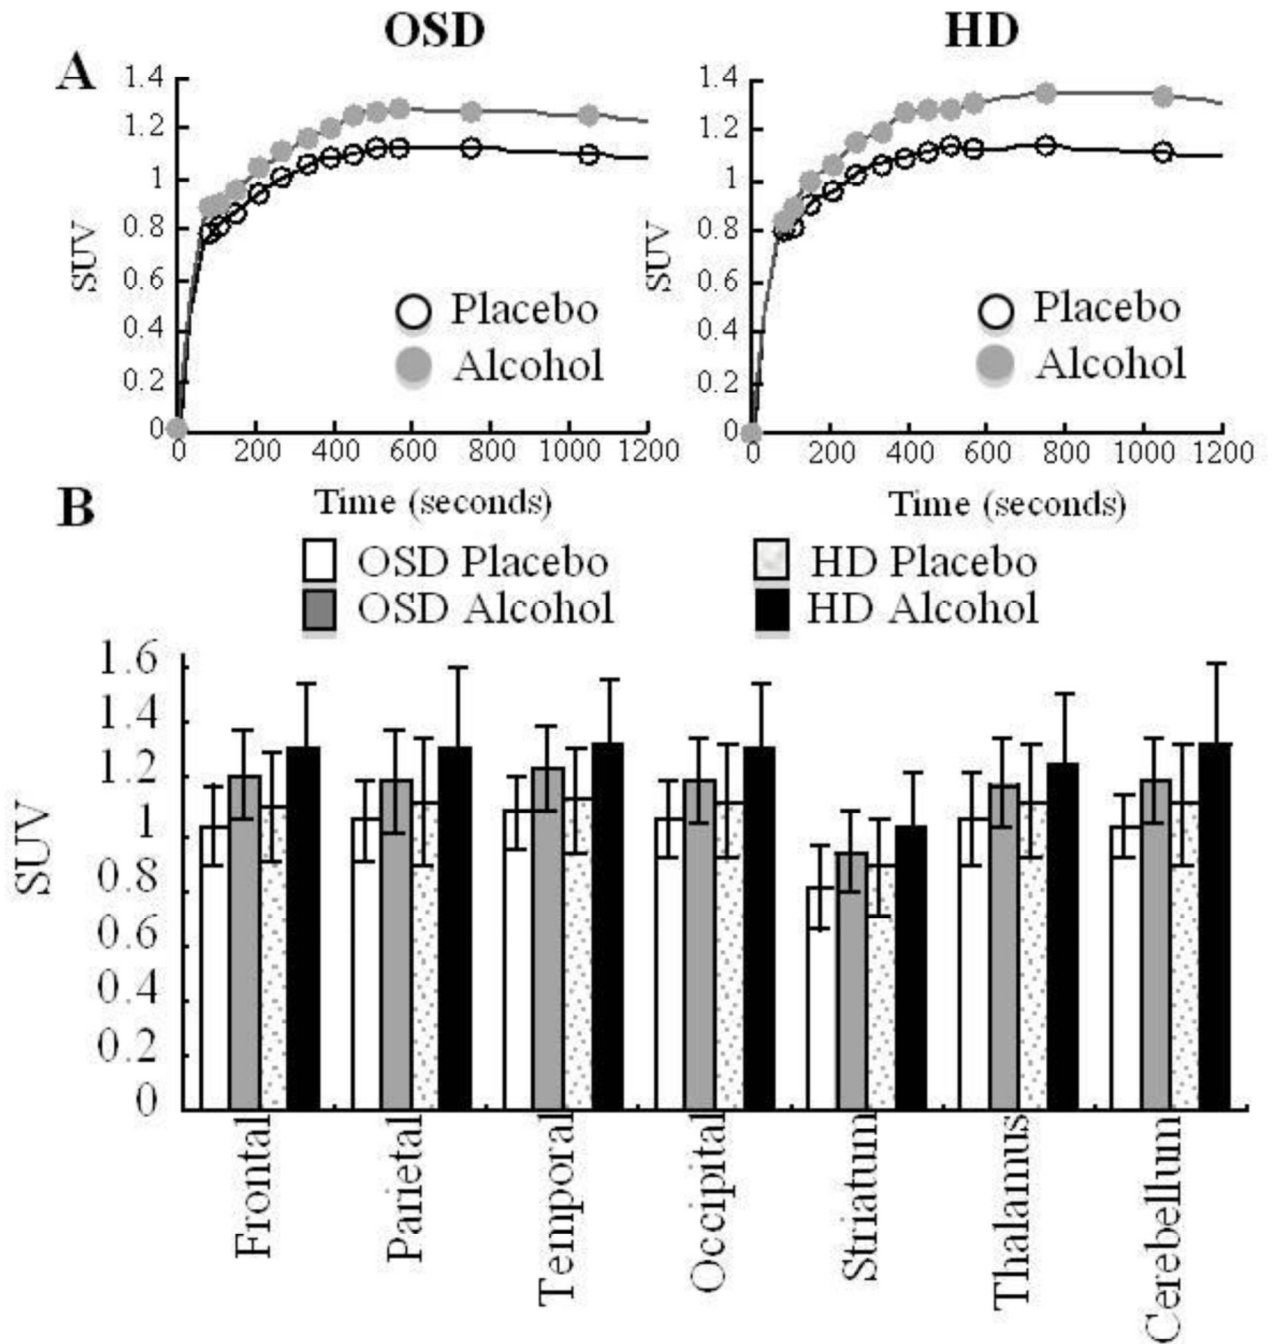 OSD
HD
A
1.4
1.2
1
0.8
0.6
0.4
0.2
0
SUV
Placebo
Alcohol
0 200 400 600 800 1000 1200
Time (seconds)
1.4
1.2
1
0.8
0.6
0.4
0.2
0
SUV
Placebo
Alcohol
0 200 400 600 800 1000 1200
Time (seconds)
B
OSD Placebo
HD Placebo
OSD Alcohol
HD Alcohol
1.6
1.4
1.2
1
0.8
0.6
0.4
0.2
0
SUV
Frontal
Parietal
Temporal
Occipital
Striatum
Thalamus
Cerebellum